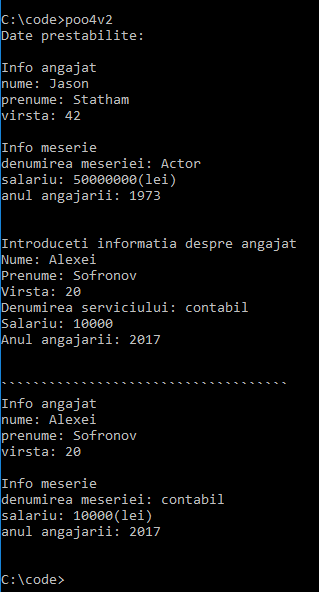 C:\code>poo4v2
Date prestabilite:
Info angajat
nume: Jason
prenume: Statham
virsta: 42
Info meserie
denumirea meseriei: Actor
salariu: 50000000(lei)
anul angajarii: 1973
Introduceti informatia despre angajat
Nume: Alexei
Prenume: Sofronov
Virsta: 20
Denumirea serviciului: contabil
Salariu: 10000
Anul angajarii: 2017
````````````````````````````````````
Info angajat
nume: Alexei
prenume: Sofronov
virsta: 20
Info meserie
denumirea meseriei: contabil
salariu: 10000(lei)
anul angajarii: 2017
C:\code>